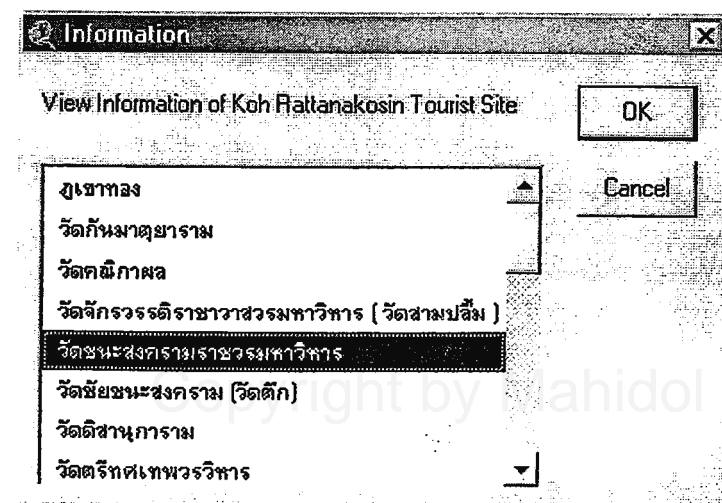 Information
View Information of Koh Rattanakosin Tourist Site
OK
Cancel
ภูเขาทอง
วัดกันมาตุยาราม
วัดคณิกาผล
วัดจักรวรรดิราชาวาสวรมหาวิหาร ( วัดสามปลื้ม )
วัดชนะสงครามราชวรมหาวิหาร
วัดชัยชนะสงคราม (วัดตึก)
วัดดิสานุการาม
วัดตรีทศเทพวรวิหาร
Copyright by Mahidol